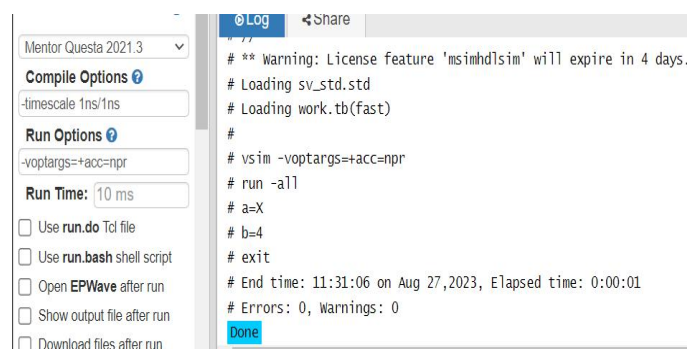 Mentor Questa 2021.3
Compile Options
-timescale 1ns/1ns
Run Options
-voptargs=+acc=npr
Run Time: 10 ms
Use run.do Tcl file
Use run.bash shell script
Open EPWave after run
Show output file after run
Download files after run
Log
Share
# //
# ** Warning: License feature 'msimhdlsim' will expire in 4 days.
# Loading sv_std.std
# Loading work.tb(fast)
#
# vsim -voptargs=+acc=npr
# run -all
# a=X
# b=4
# exit
# End time: 11:31:06 on Aug 27,2023, Elapsed time: 0:00:01
# Errors: 0, Warnings: 0
Done